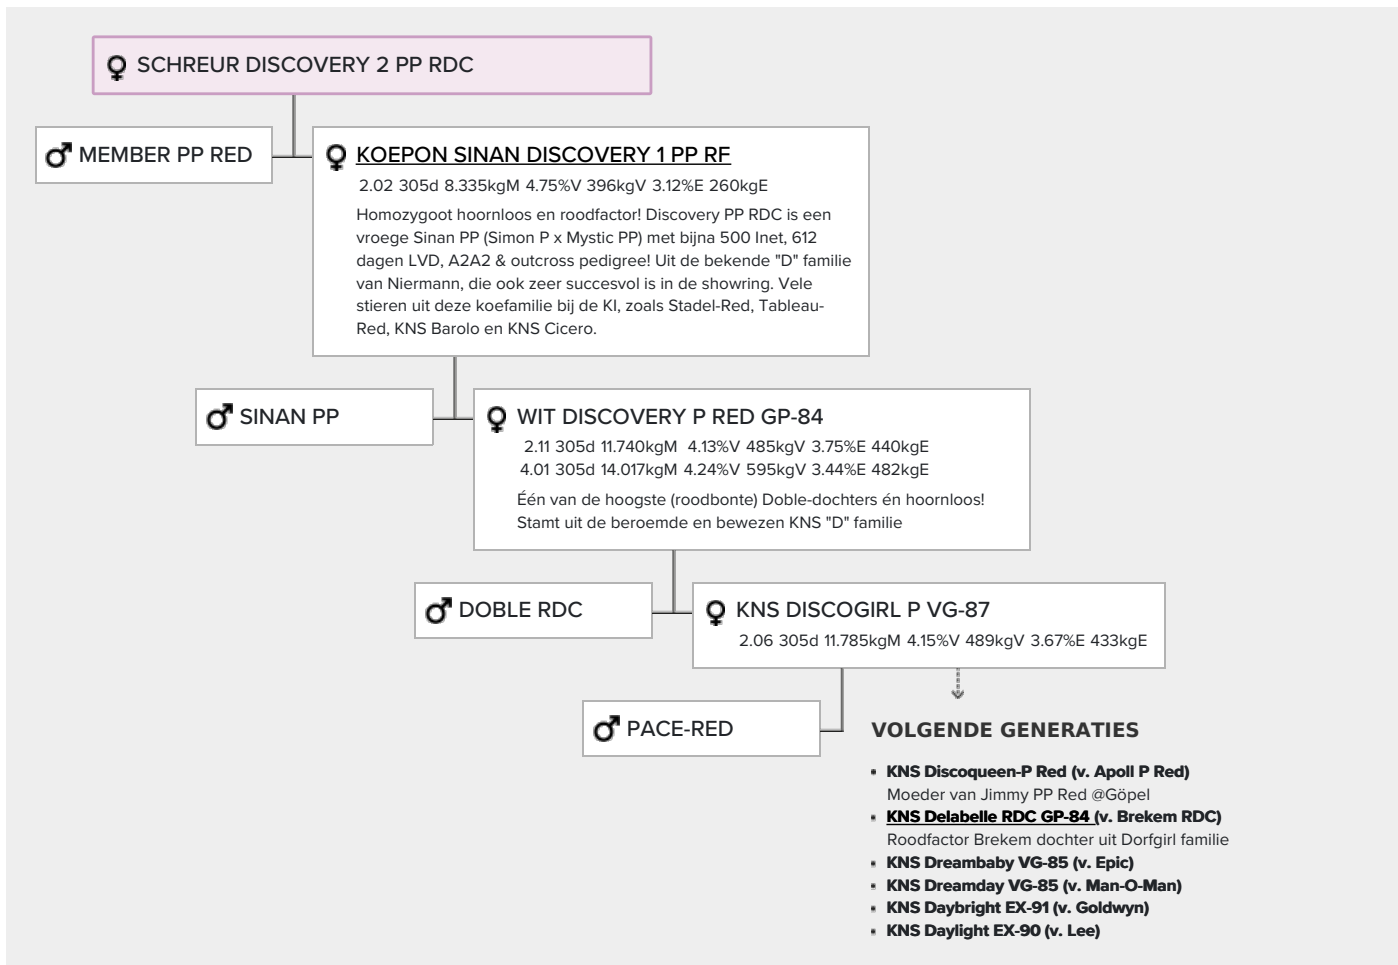 SCHREUR DISCOVERY 2 PP RDC
MEMBER PP RED
KOEPON SINAN DISCOVERY 1 PP RF
2.02 305d 8.335kgM 4.75%V 396kgV 3.12%E 260kgE
Homozygoot hoornloos en roodfactor! Discovery PP RDC is een
vroege Sinan PP (Simon P x Mystic PP) met bijna 500 Inet, 612
dagen LVD, A2A2 & outcross pedigree! Uit de bekende "D" familie
van Niermann, die ook zeer succesvol is in de showring. Vele
stieren uit deze koefamilie bij de KI, zoals Stadel-Red, Tableau-
Red, KNS Barolo en KNS Cicero.
SINAN PP
WIT DISCOVERY P RED GP-84
2.11 305d 11.740kgM 4.13%V 485kgV 3.75%E 440kgE
4.01 305d 14.017kgM 4.24%V 595kgV 3.44%E 482kgE
Één van de hoogste (roodbonte) Doble-dochters én hoornloos!
Stamt uit de beroemde en bewezen KNS "D" familie
DOBLE RDC
KNS DISCOGIRL P VG-87
2.06 305d 11.785kgM 4.15%V 489kgV 3.67%E 433kgE
PACE-RED
VOLGENDE GENERATIES
KNS Discoqueen-P Red (v. Apoll P Red)
Moeder van Jimmy PP Red @Göpel
KNS Delabelle RDC GP-84 (v. Brekem RDC)
Roodfactor Brekem dochter uit Dorfgirl familie
KNS Dreambaby VG-85 (v. Epic)
KNS Dreamday VG-85 (v. Man-O-Man)
KNS Daybright EX-91 (v. Goldwyn)
KNS Daylight EX-90 (v. Lee)